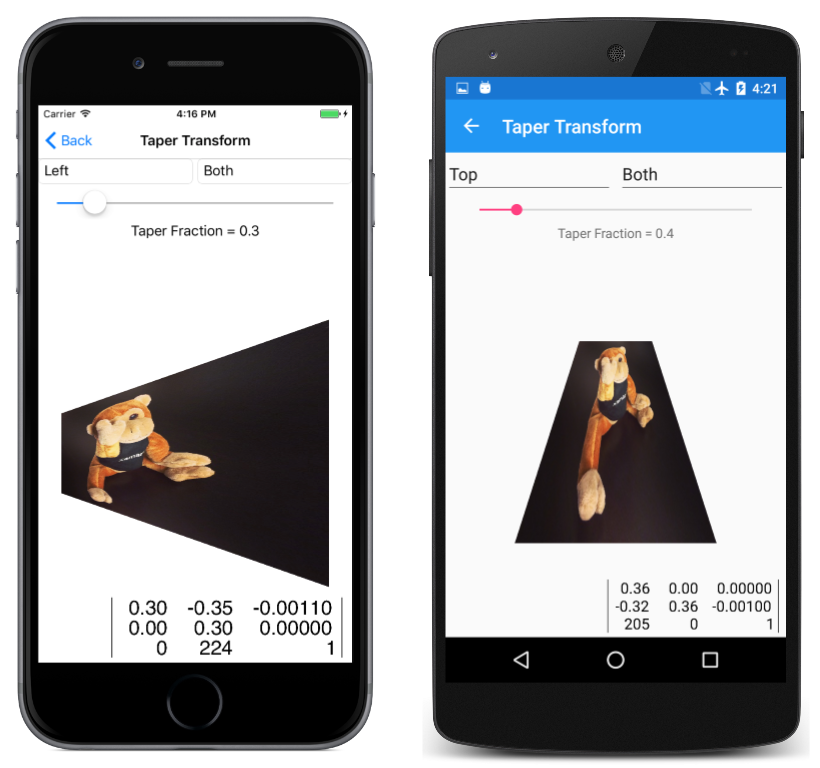 Carrier 4:16 PM
Back Taper Transform
Left Both
Taper Fraction = 0.3
0.30 -0.35 -0.00110
0.00 0.30 0.00000
0 224 1
4:21
Taper Transform
Top Both
Taper Fraction = 0.4
0.36 0.00 0.00000
-0.32 0.36 -0.00100
205 0 1